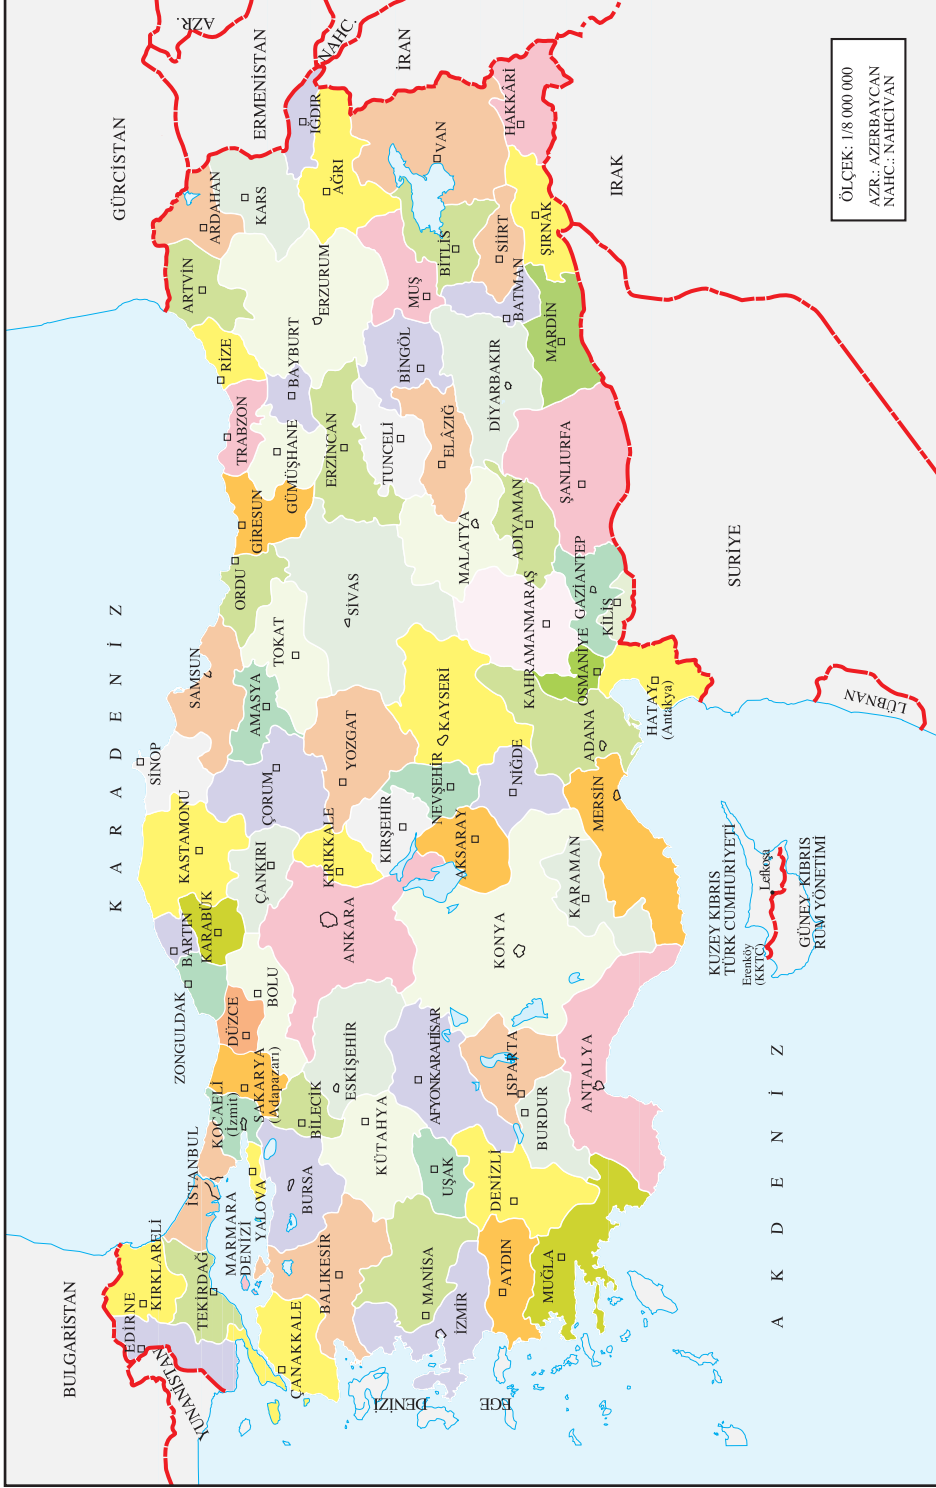 BULGARİSTAN
YUNANİSTAN
GÜRCİSTAN
ERMENİSTAN
AZR.
NAHC.
İRAN
IRAK
SURİYE
LÜBNAN
K A R A D E N İ Z
MARMARA
DENİZİ
EGE
DENİZİ
A K D E N İ Z
EDİRNE
KIRKLARELİ
TEKİRDAĞ
İSTANBUL
KOCAELİ
(İzmit)
YALOVA
SAKARYA
(Adapazarı)
DÜZCE
ZONGULDAK
BARTIN
KARABÜK
KASTAMONU
SİNOP
SAMSUN
ORDU
GİRESUN
TRABZON
RİZE
ARTVİN
ARDAHAN
KARS
IĞDIR
AĞRI
ERZURUM
BAYBURT
GÜMÜŞHANE
ERZİNCAN
TUNCELİ
SİVAS
TOKAT
AMASYA
ÇORUM
ÇANKIRI
BOLU
ANKARA
KIRIKKALE
YOZGAT
KIRŞEHİR
ESKİŞEHİR
BİLECİK
BURSA
ÇANAKKALE
BALIKESİR
KÜTAHYA
MANİSA
İZMİR
UŞAK
AFYONKARAHİSAR
AYDIN
DENİZLİ
MUĞLA
BURDUR
ISPARTA
ANTALYA
KONYA
KARAMAN
AKSARAY
NEVŞEHİR
NİĞDE
KAYSERİ
MERSİN
ADANA
OSMANİYE
HATAY
(Antakya)
KAHRAMANMARAŞ
GAZİANTEP
KİLİS
MALATYA
ADIYAMAN
ŞANLIURFA
ELÂZIĞ
BİNGÖL
MUŞ
BİTLİS
VAN
DİYARBAKIR
BATMAN
SİİRT
MARDİN
ŞIRNAK
HAKKÂRİ
KUZEY KIBRIS
TÜRK CUMHURİYETİ
Lefkoşa
Erenköy
(KKTC)
GÜNEY KIBRIS
RUM YÖNETİMİ
ÖLÇEK: 1/8 000 000
AZR.: AZERBAYCAN
NAHC.: NAHCİVAN